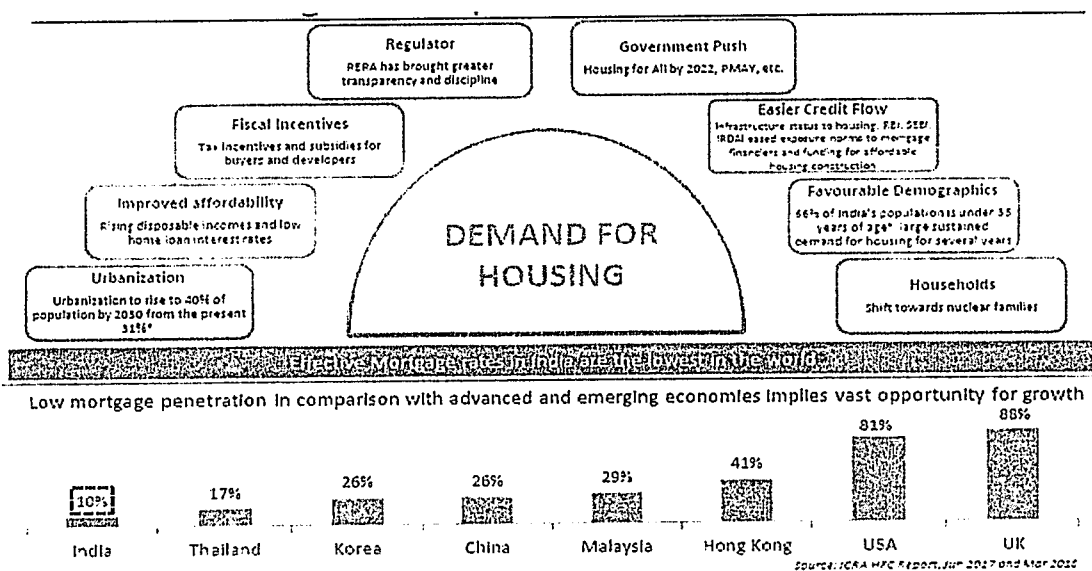 Regulator
RERA has brought greater
transparency and discipline
Government Push
Housing for All by 2022, PMAY, etc.
Fiscal Incentives
Tax incentives and subsidies for
buyers and developers
Easier Credit Flow
Infrastructure status to housing. RBI, SEBI,
IRDAI eased exposure norms to mortgage
financiers and funding for affordable
housing construction
Improved affordability
Rising disposable incomes and low
home loan interest rates
Favourable Demographics
66% of India's population is under 35
years of age* large sustained
demand for housing for several years
DEMAND FOR
HOUSING
Urbanization
Urbanization to rise to 40% of
population by 2030 from the present
31%*
Households
Shift towards nuclear families
Effective Mortgage rates in India are the lowest in the world
Low mortgage penetration in comparison with advanced and emerging economies implies vast opportunity for growth
10%
17%
26%
26%
29%
41%
81%
88%
India
Thailand
Korea
China
Malaysia
Hong Kong
USA
UK
Source: ICRA HFC Report, Jun 2017 and Mar